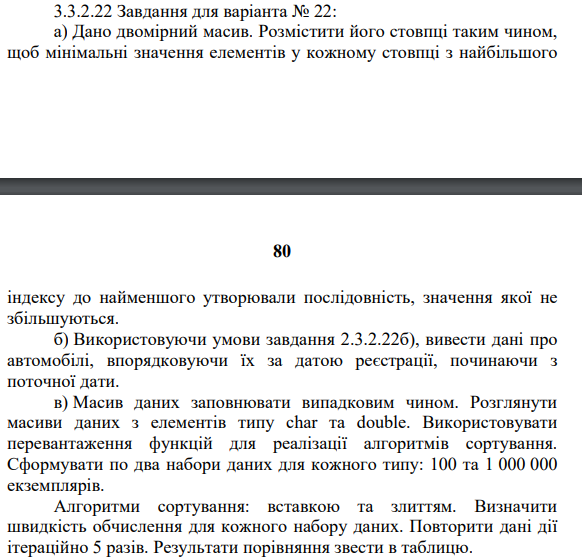 3.3.2.22 Завдання для варіанта № 22:
а) Дано двомірний масив. Розмістити його стовпці таким чином,
щоб мінімальні значення елементів у кожному стовпці з найбільшого
80
індексу до найменшого утворювали послідовність, значення якої не
збільшуються.
б) Використовуючи умови завдання 2.3.2.22б), вивести дані про
автомобілі, впорядковуючи їх за датою реєстрації, починаючи з
поточної дати.
в) Масив даних заповнювати випадковим чином. Розглянути
масиви даних з елементів типу char та double. Використовувати
перевантаження функцій для реалізації алгоритмів сортування.
Сформувати по два набори даних для кожного типу: 100 та 1 000 000
екземплярів.
Алгоритми сортування: вставкою та злиттям. Визначити
швидкість обчислення для кожного набору даних. Повторити дані дії
ітераційно 5 разів. Результати порівняння звести в таблицю.